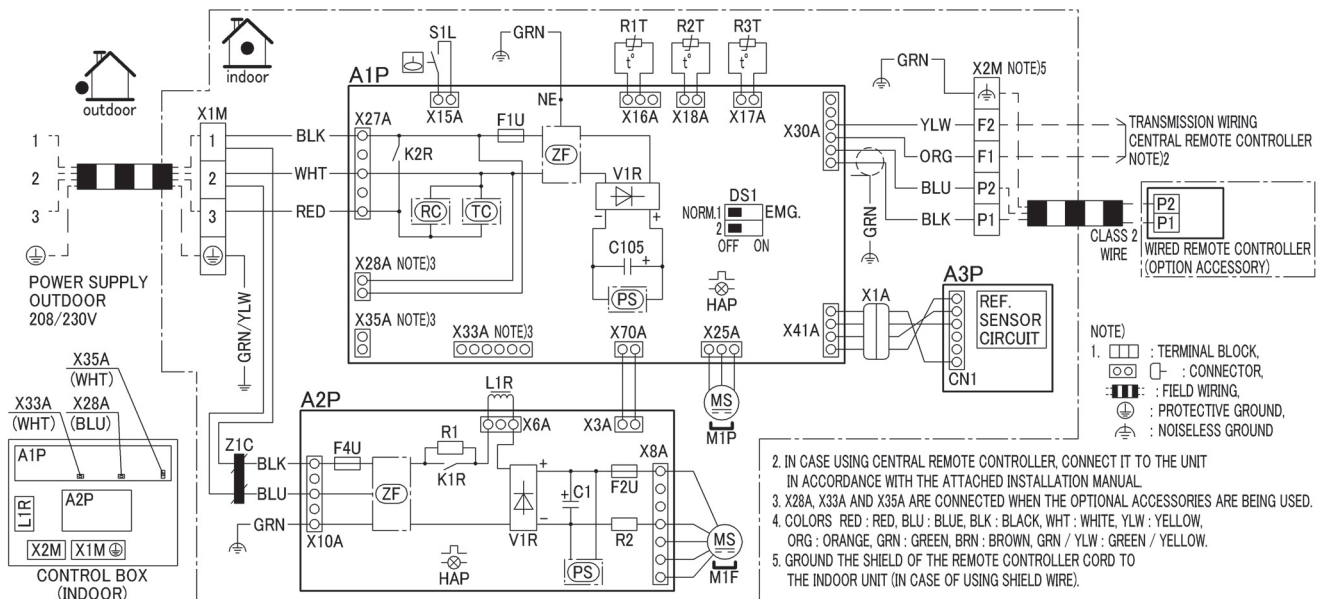 outdoor
indoor
1
2
3
POWER SUPPLY
OUTDOOR
208/230V
X1M
1
2
3
GRN/YLW
BLK
WHT
RED
S1L
GRN
R1T
t°
R2T
t°
R3T
t°
A1P
X27A
X15A
F1U
NE
X16A
X18A
X17A
K2R
ZF
RC
TC
V1R
C105
PS
DS1
NORM.1
EMG.
2
OFF ON
HAP
X28A NOTE)3
X35A NOTE)3
X33A NOTE)3
X70A
X25A
X30A
X41A
MS
M1P
GRN
X2M NOTE)5
YLW
F2
ORG
F1
BLU
P2
BLK
P1
GRN
TRANSMISSION WIRING
CENTRAL REMOTE CONTROLLER
NOTE)2
CLASS 2
WIRE
P2
P1
WIRED REMOTE CONTROLLER
(OPTION ACCESSORY)
X1A
A3P
REF.
SENSOR
CIRCUIT
CN1
X35A
(WHT)
X33A
(WHT)
X28A
(BLU)
A1P
A2P
L1R
X2M
X1M
CONTROL BOX
(INDOOR)
Z1C
A2P
BLK
BLU
GRN
X10A
F4U
ZF
R1
K1R
L1R
X6A
X3A
V1R
C1
F2U
R2
PS
HAP
X8A
MS
M1F
NOTE)
1.
: TERMINAL BLOCK,
: CONNECTOR,
: FIELD WIRING,
: PROTECTIVE GROUND,
: NOISELESS GROUND
2. IN CASE USING CENTRAL REMOTE CONTROLLER, CONNECT IT TO THE UNIT
IN ACCORDANCE WITH THE ATTACHED INSTALLATION MANUAL.
3. X28A, X33A AND X35A ARE CONNECTED WHEN THE OPTIONAL ACCESSORIES ARE BEING USED.
4. COLORS RED : RED, BLU : BLUE, BLK : BLACK, WHT : WHITE, YLW : YELLOW,
ORG : ORANGE, GRN : GREEN, BRN : BROWN, GRN / YLW : GREEN / YELLOW.
5. GROUND THE SHIELD OF THE REMOTE CONTROLLER CORD TO
THE INDOOR UNIT (IN CASE OF USING SHIELD WIRE).